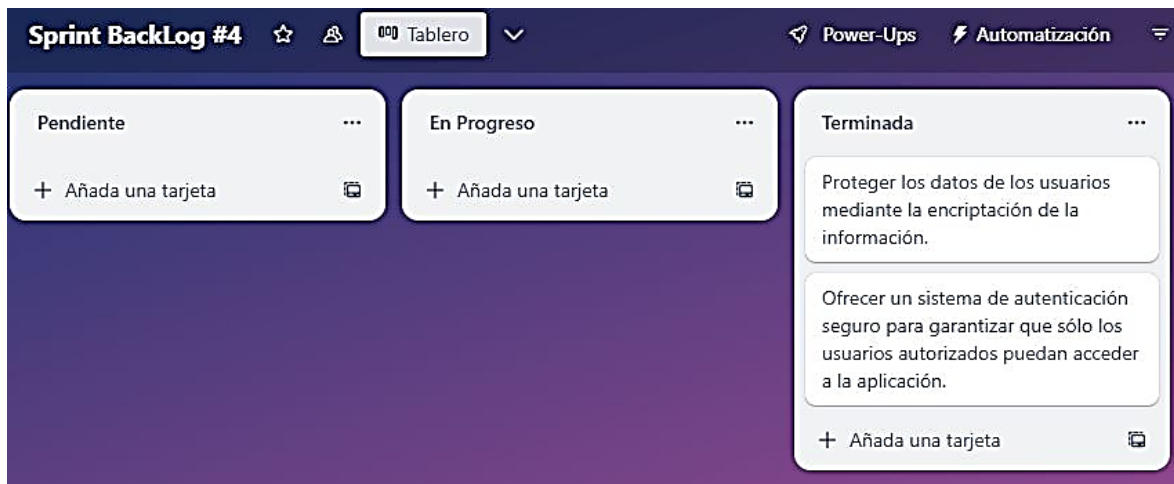 Sprint BackLog #4
Tablero
Power-Ups
Automatización
Pendiente
Añada una tarjeta
En Progreso
Añada una tarjeta
Terminada
Proteger los datos de los usuarios
mediante la encriptación de la
información.
Ofrecer un sistema de autenticación
seguro para garantizar que sólo los
usuarios autorizados puedan acceder
a la aplicación.
Añada una tarjeta